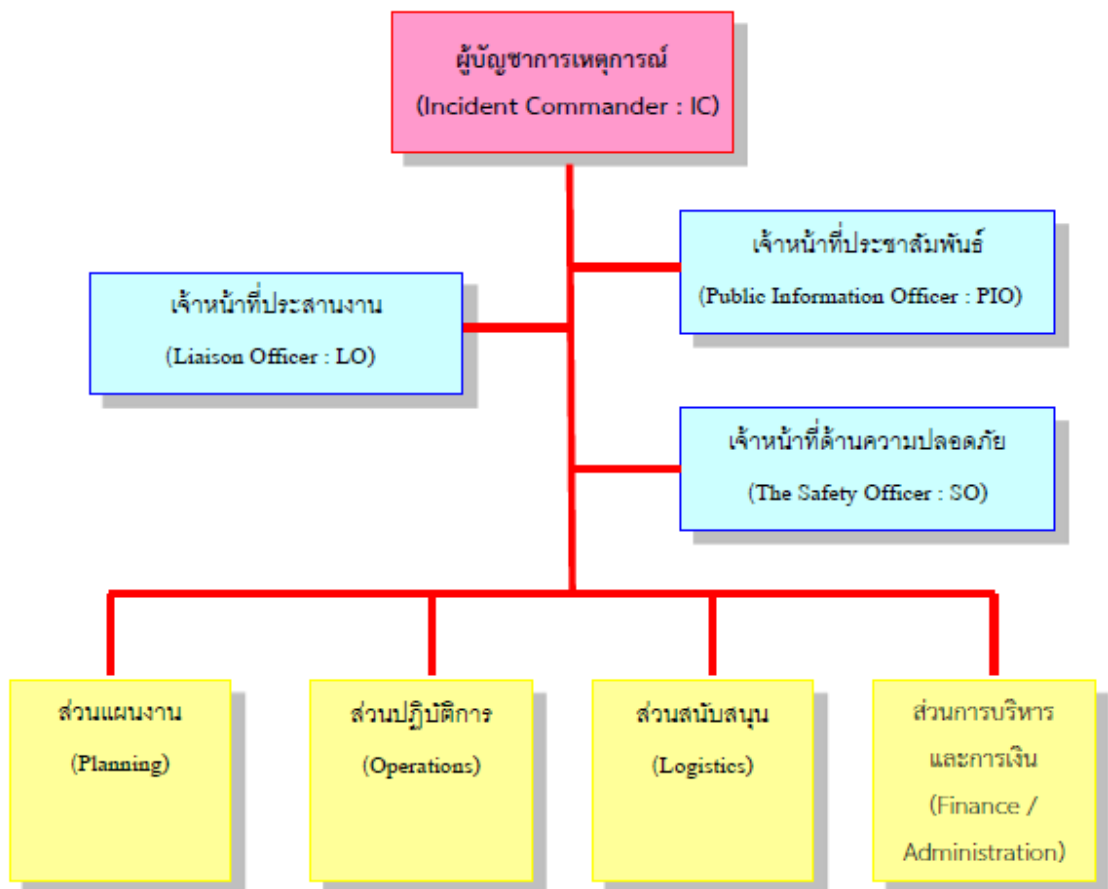 ผู้บัญชาการเหตุการณ์
(Incident Commander : IC)
เจ้าหน้าที่ประชาสัมพันธ์
(Public Information Officer : PIO)
เจ้าหน้าที่ประสานงาน
(Liaison Officer : LO)
เจ้าหน้าที่ด้านความปลอดภัย
(The Safety Officer : SO)
ส่วนแผนงาน
(Planning)
ส่วนปฏิบัติการ
(Operations)
ส่วนสนับสนุน
(Logistics)
ส่วนการบริหาร
และการเงิน
(Finance /
Administration)